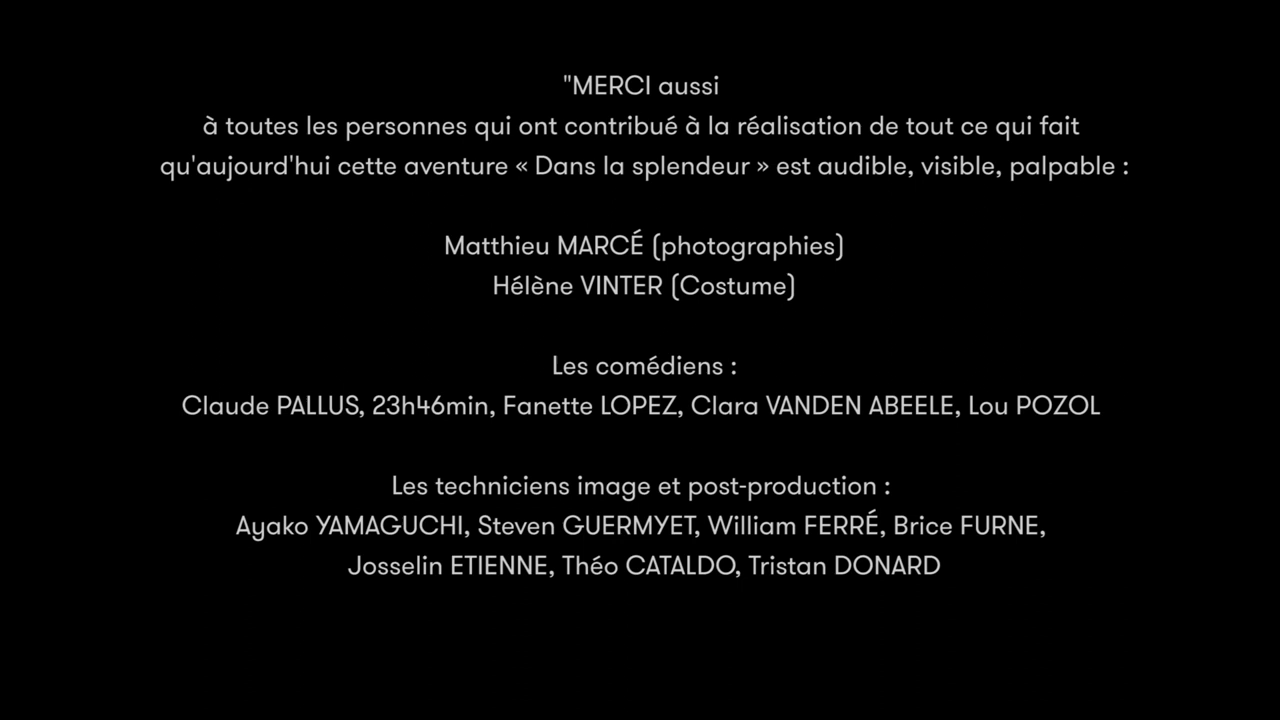 "MERCI aussi
à toutes les personnes qui ont contribué à la réalisation de tout ce qui fait
qu'aujourd'hui cette aventure « Dans la splendeur » est audible, visible, palpable :
Matthieu MARCÉ (photographies)
Hélène VINTER (Costume)
Les comédiens :
Claude PALLUS, 23h46min, Fanette LOPEZ, Clara VANDEN ABEELE, Lou POZOL
Les techniciens image et post-production :
Ayako YAMAGUCHI, Steven GUERMYET, William FERRÉ, Brice FURNE,
Josselin ETIENNE, Théo CATALDO, Tristan DONARD